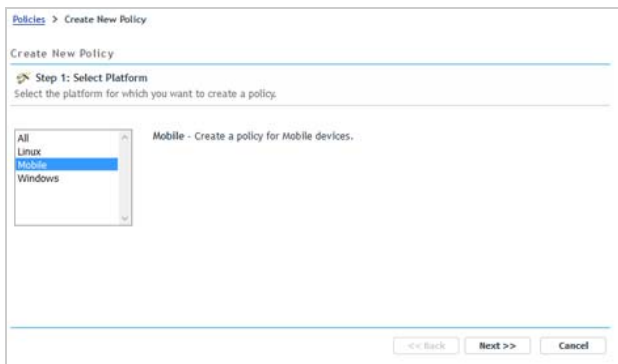 Policies > Create New Policy
Create New Policy
Step 1: Select Platform
Select the platform for which you want to create a policy.
All
Linux
Mobile
Windows
Mobile - Create a policy for Mobile devices.
<< Back
Next >>
Cancel